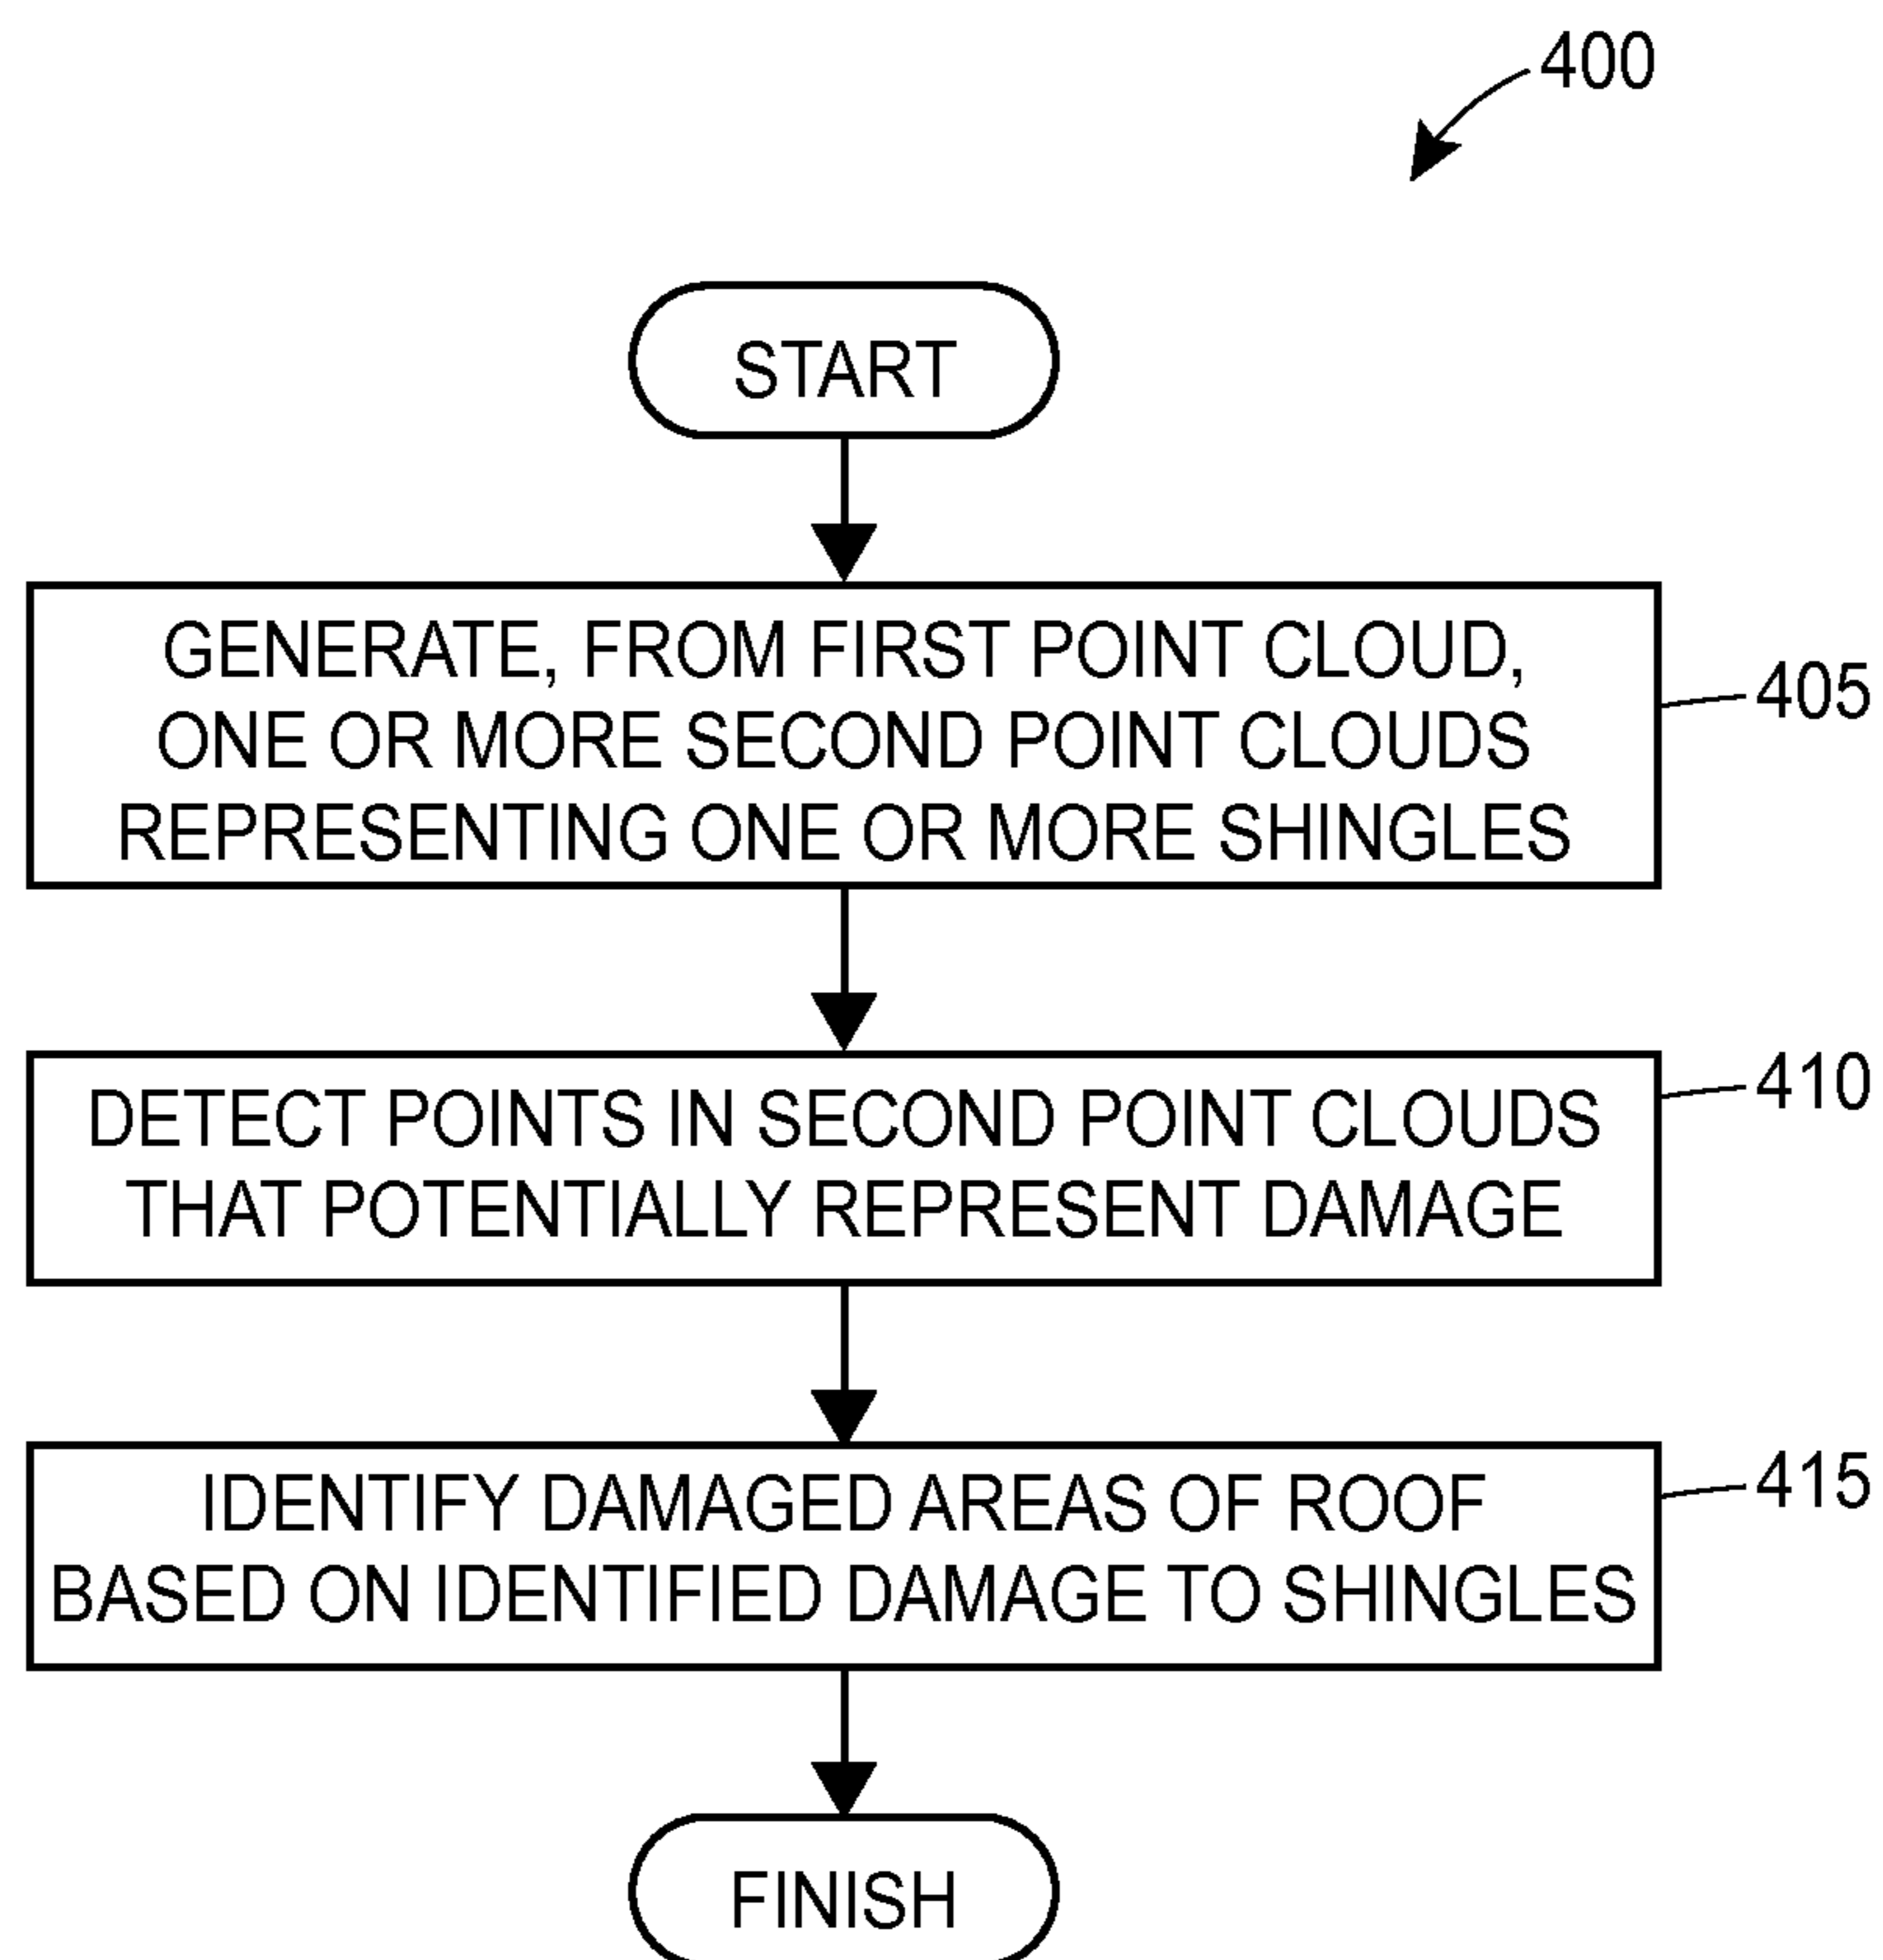 400
START
GENERATE, FROM FIRST POINT CLOUD,
ONE OR MORE SECOND POINT CLOUDS
REPRESENTING ONE OR MORE SHINGLES
405
DETECT POINTS IN SECOND POINT CLOUDS
THAT POTENTIALLY REPRESENT DAMAGE
410
IDENTIFY DAMAGED AREAS OF ROOF
BASED ON IDENTIFIED DAMAGE TO SHINGLES
415
FINISH